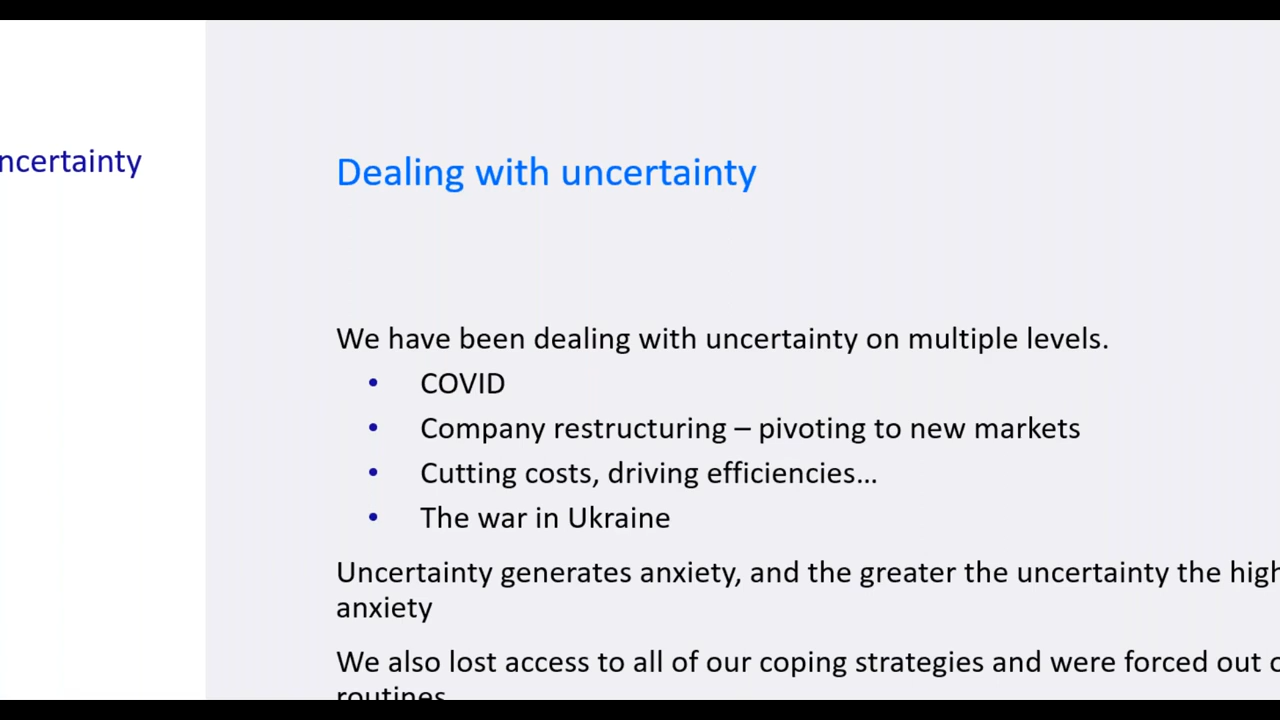 ncertainty
Dealing with uncertainty
We have been dealing with uncertainty on multiple levels.
• COVID
• Company restructuring – pivoting to new markets
• Cutting costs, driving efficiencies...
• The war in Ukraine
Uncertainty generates anxiety, and the greater the uncertainty the high
anxiety
We also lost access to all of our coping strategies and were forced out
routines